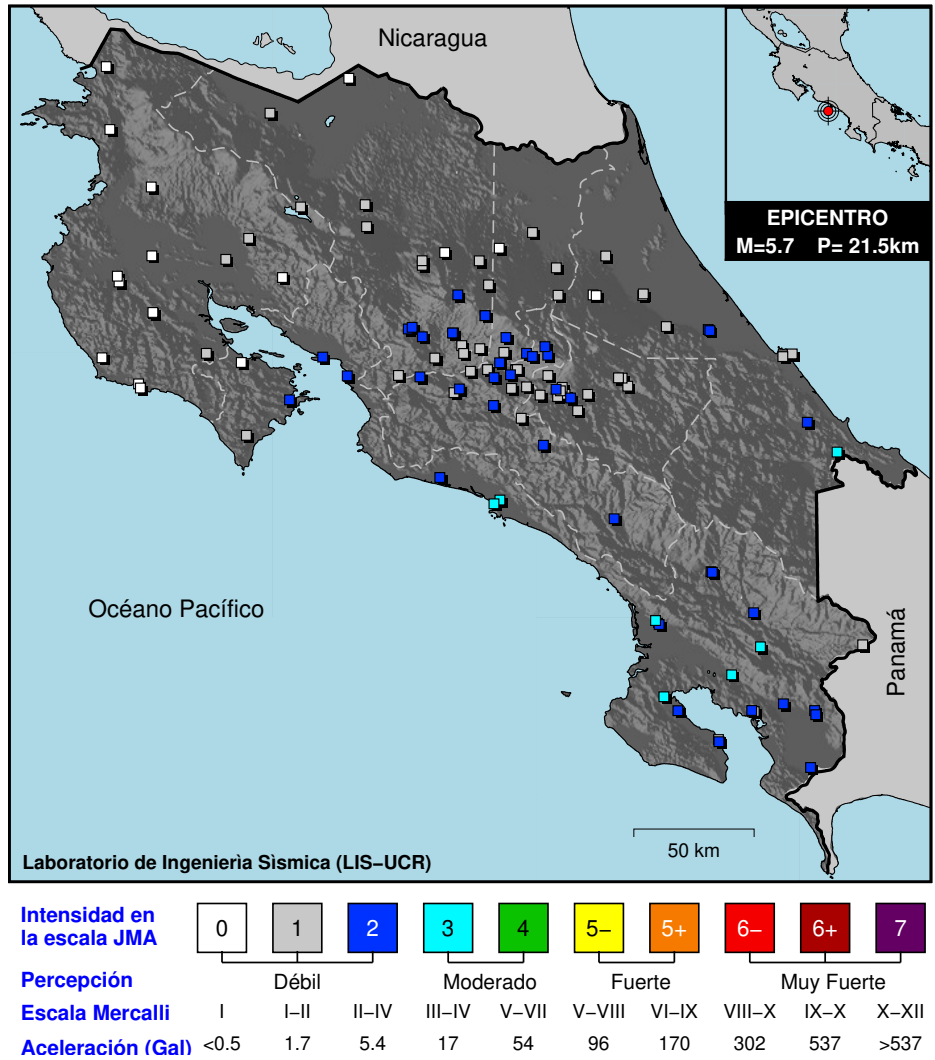 Nicaragua
EPICENTRO
M=5.7 P= 21.5km
Océano Pacífico
Panamá
50 km
Laboratorio de Ingenierìa Sìsmica (LIS−UCR)
Intensidad en
la escala JMA
0 1 2 3 4 5− 5+ 6− 6+ 7
Percepción Débil Moderado Fuerte Muy Fuerte
Escala Mercalli I I−II II−IV III−IV V−VII V−VIII VI−IX VIII−X IX−X X−XII
Aceleración (Gal) <0.5 1.7 5.4 17 54 96 170 302 537 >537